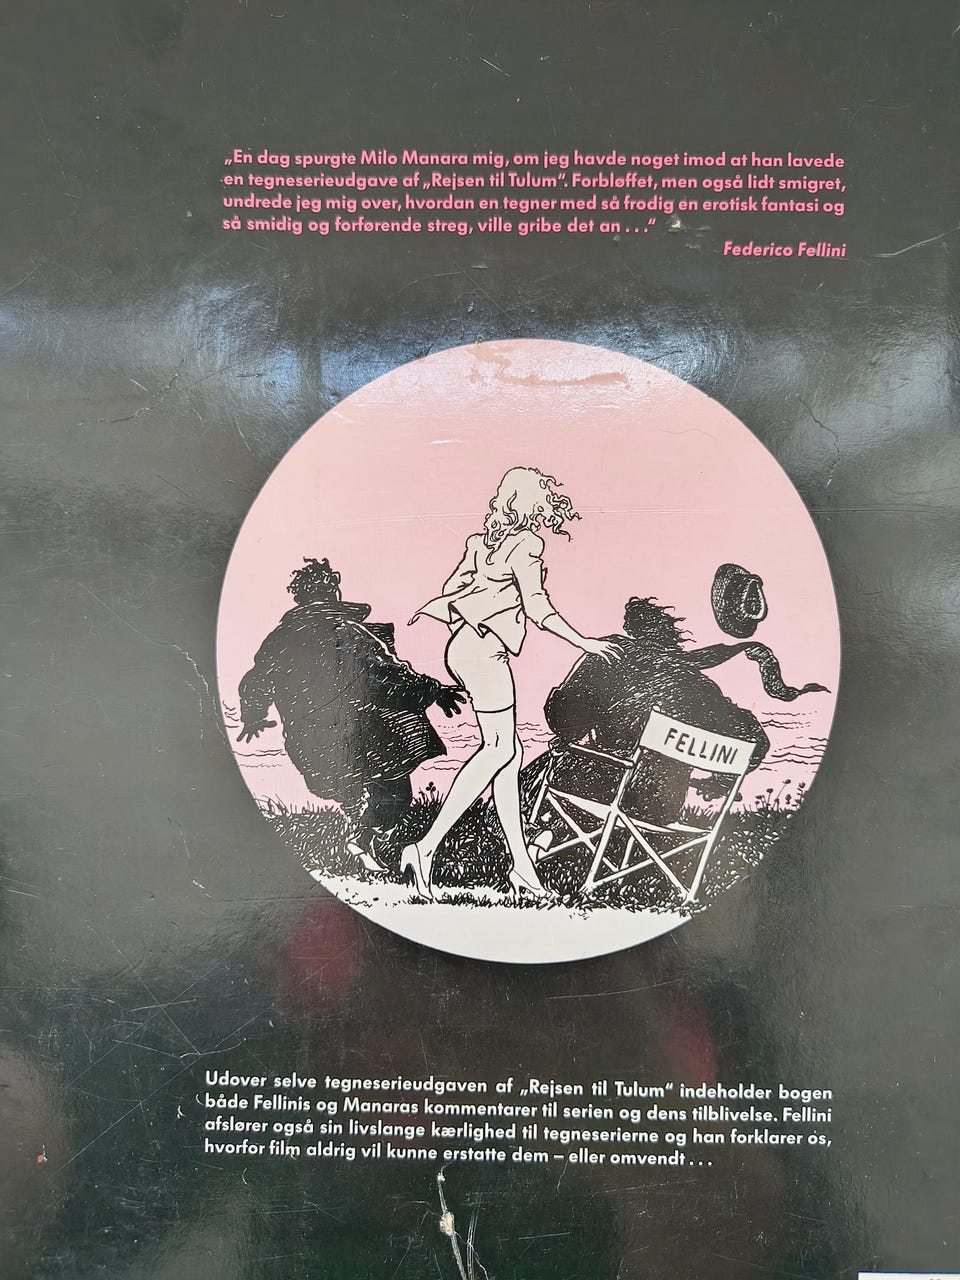 „En dag spurgte Milo Manara mig, om jeg havde noget imod at han lavede
en tegneserieudgave af „Rejsen til Tulum“. Forbløffet, men også lidt smigret,
undrede jeg mig over, hvordan en tegner med så frodig en erotisk fantasi og
så smidig og forførende streg, ville gribe det an . . .“
Federico Fellini
FELLINI
Udover selve tegneserieudgaven af „Rejsen til Tulum“ indeholder bogen
både Fellinis og Manaras kommentarer til serien og dens tilblivelse. Fellini
afslører også sin livslange kærlighed til tegneserierne og han forklarer os,
hvorfor film aldrig vil kunne erstatte dem – eller omvendt . . .